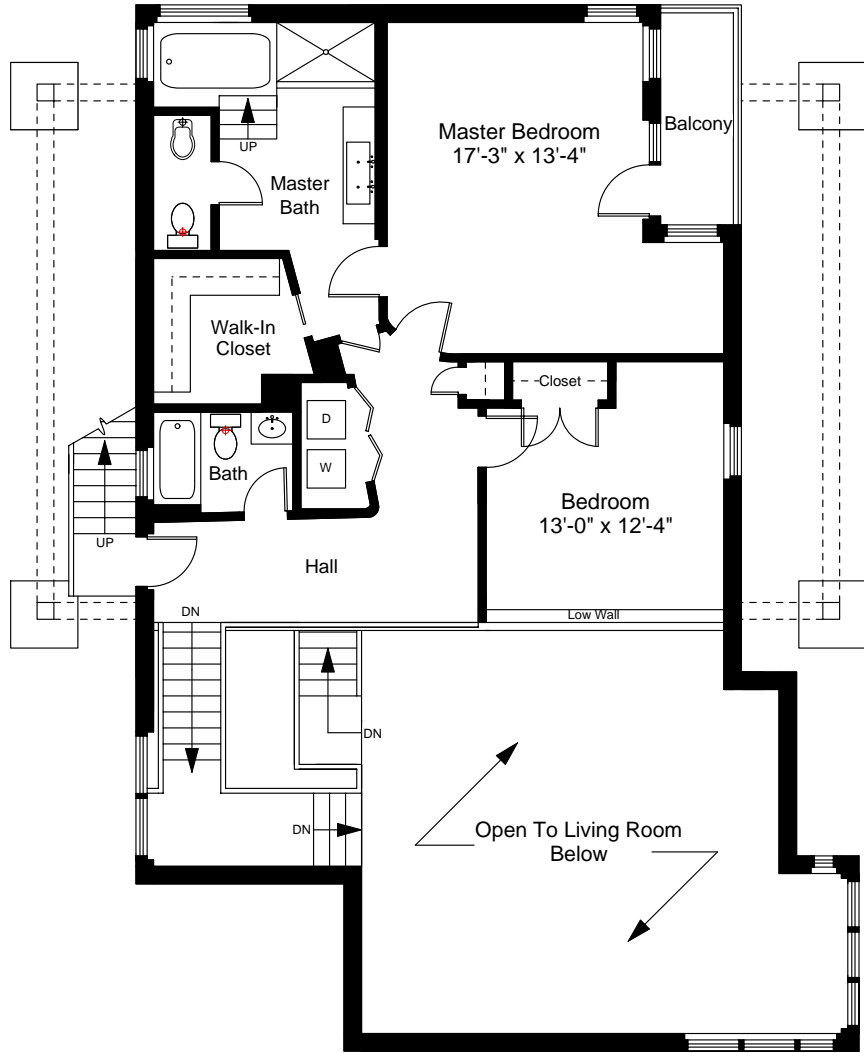 Master Bedroom
17'-3" x 13'-4"
Balcony
UP
Master
Bath
Walk-In
Closet
Closet
D
W
Bath
Bedroom
13'-0" x 12'-4"
UP
Hall
DN
Low Wall
DN
DN
Open To Living Room
Below